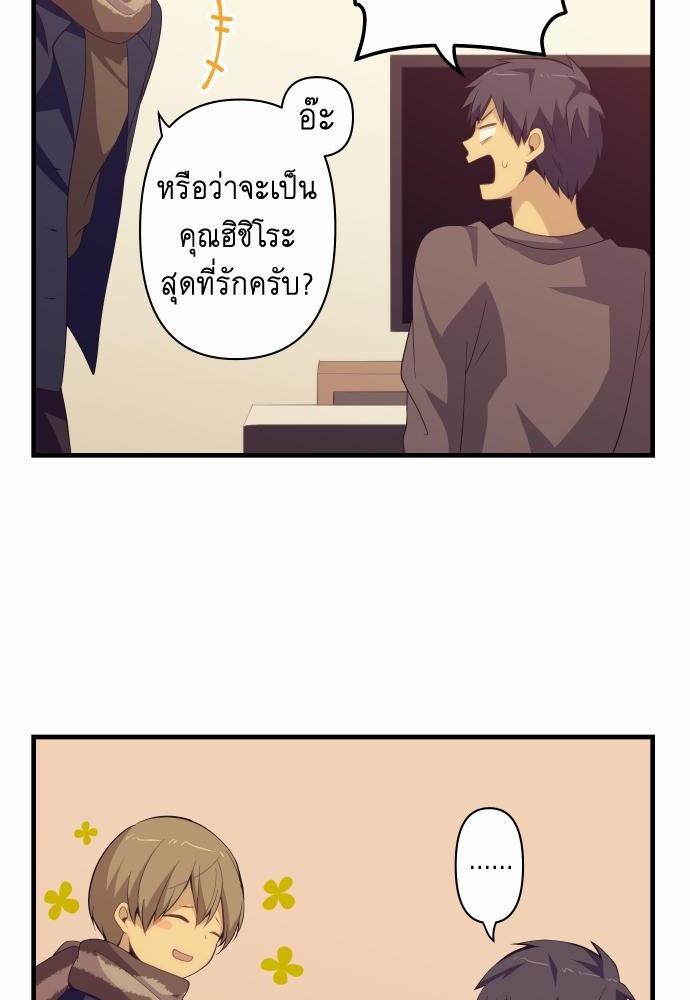 อ๊ะ
หรือว่าจะเป็น
คุณฮิชิโระ
สุดที่รักครับ?
......